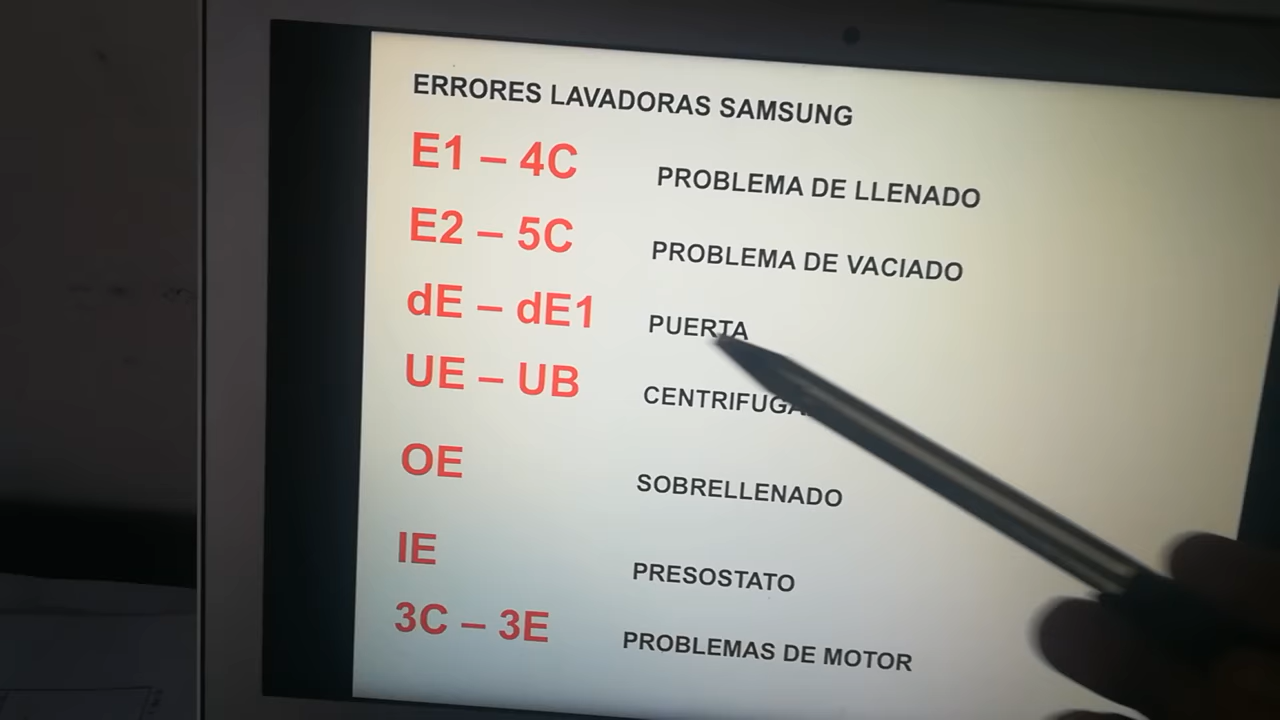 ERRORES LAVADORAS SAMSUNG
E1 – 4C PROBLEMA DE LLENADO
E2 – 5C PROBLEMA DE VACIADO
dE – dE1 PUERTA
UE – UB
OE SOBRELLENADO
IE PRESOSTATO
3C – 3E PROBLEMAS DE MOTOR